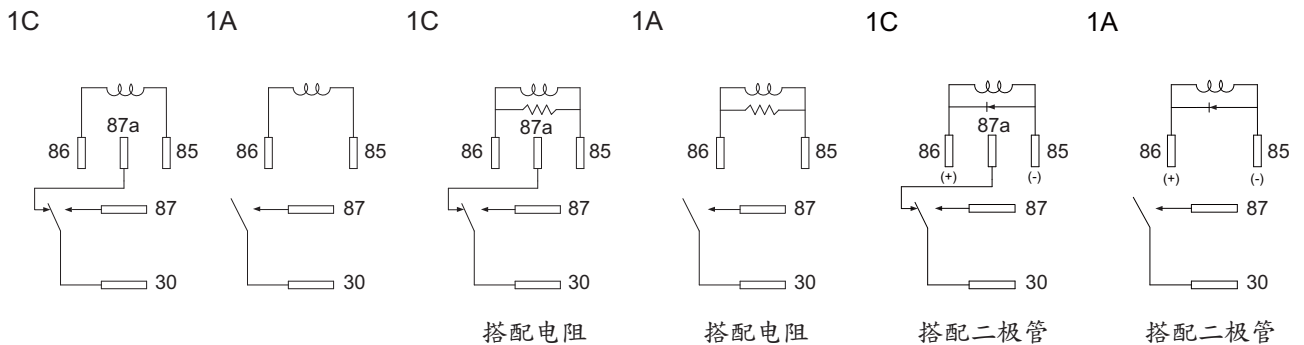 1C 1A 1C 1A 1C 1A
87a 87a
86 85 86 85 86 87a 85 86 85 86 85 86 85
(+) (-) (+) (-)
87 87 87 87 87 87
30 30 30 30 30 30
搭配电阻 搭配电阻 搭配二极管 搭配二极管